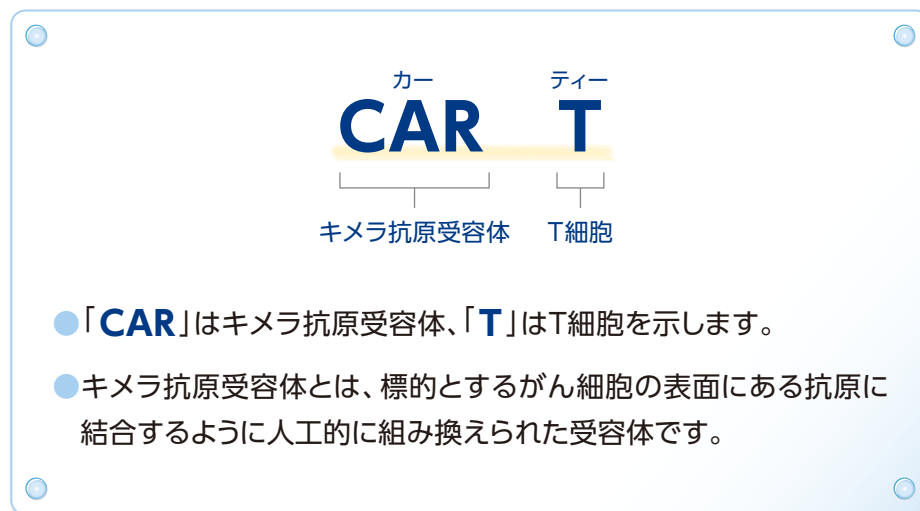 カー ティー
CAR T
キメラ抗原受容体 T細胞
●「CAR」はキメラ抗原受容体、「T」はT細胞を示します。
●キメラ抗原受容体とは、標的とするがん細胞の表面にある抗原に
結合するように人工的に組み換えられた受容体です。